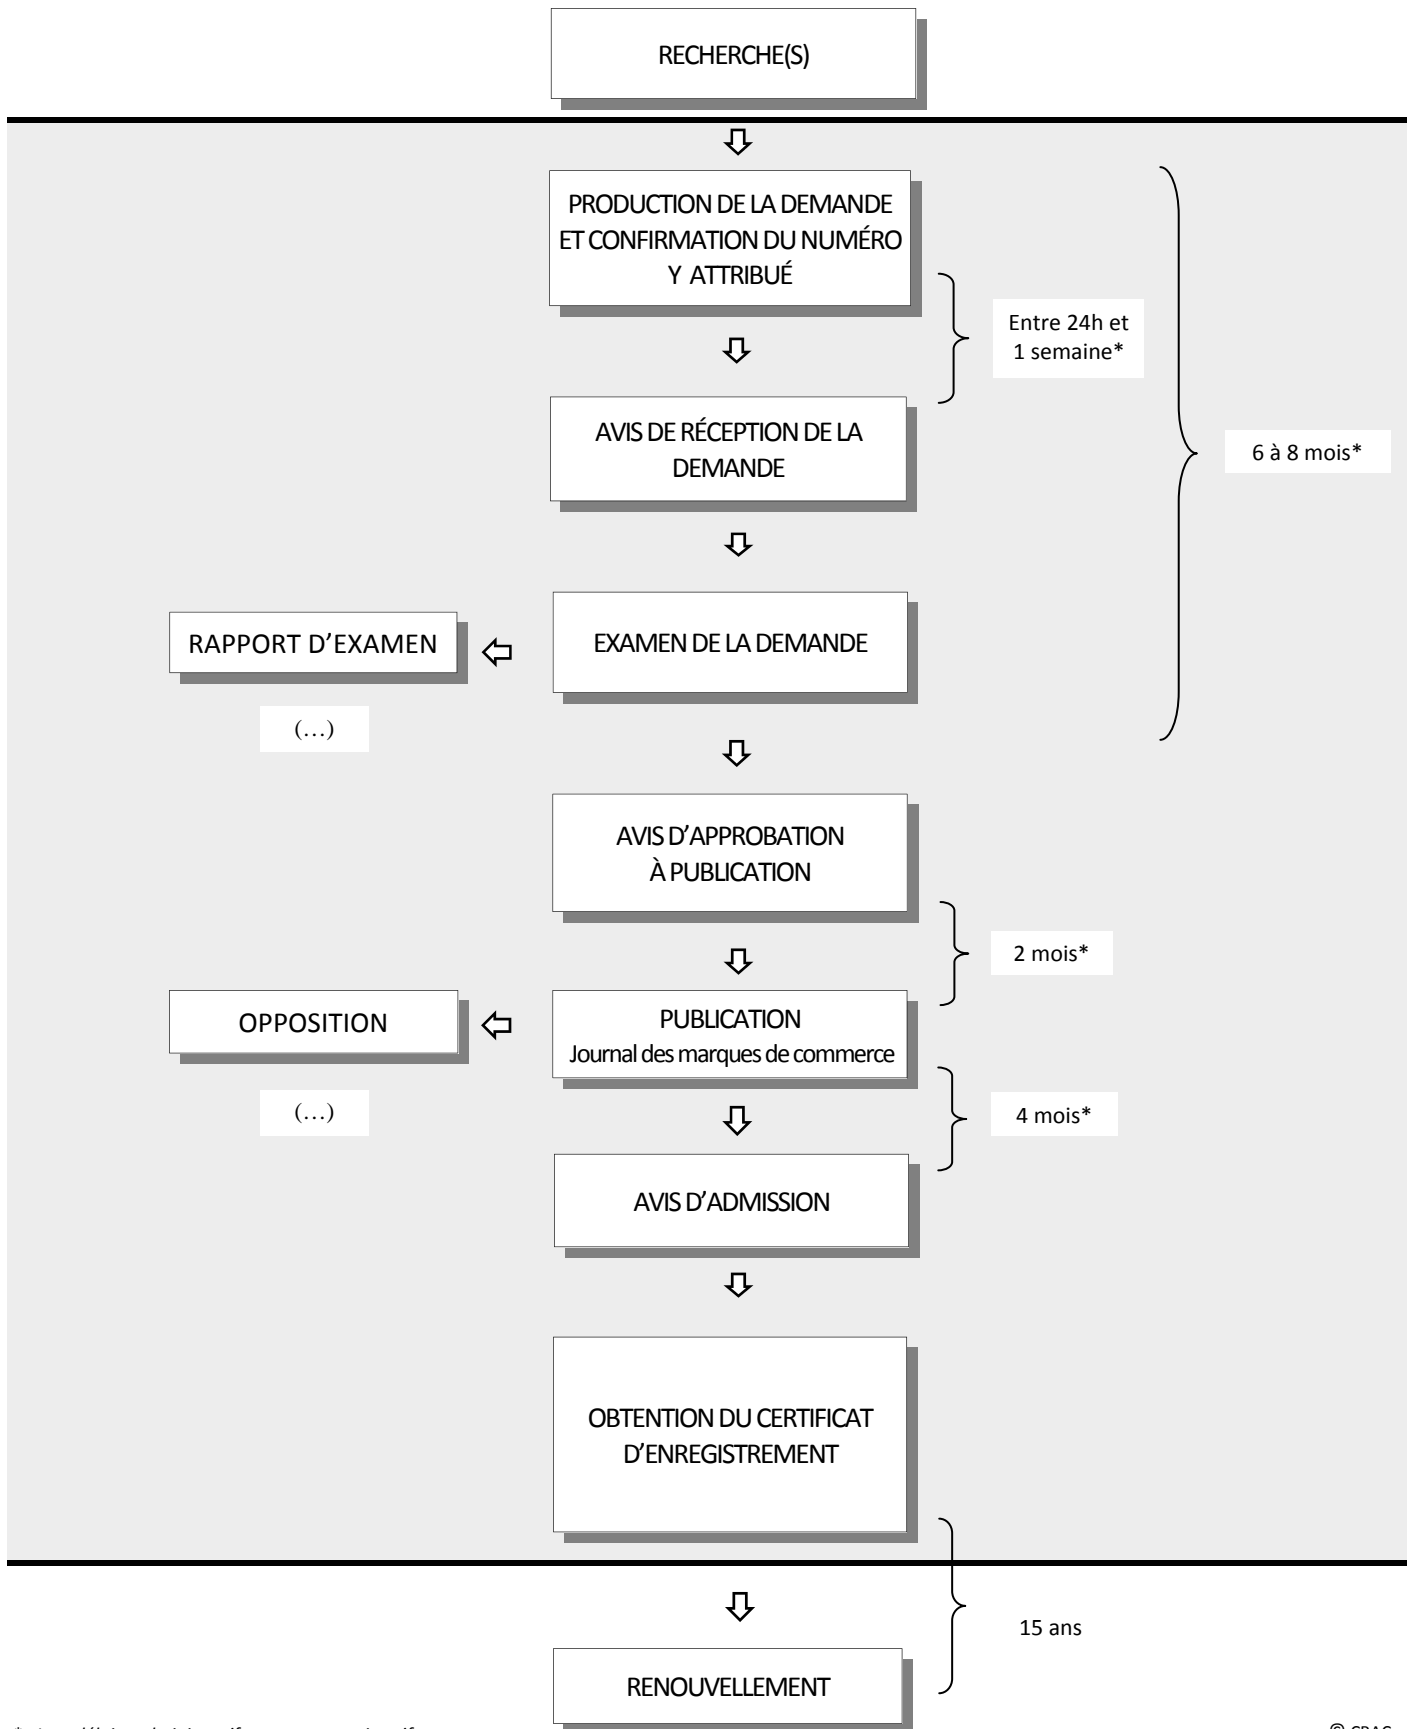 RECHERCHE(S)
PRODUCTION DE LA DEMANDE
ET CONFIRMATION DU NUMÉRO
Y ATTRIBUÉ
Entre 24h et
1 semaine*
AVIS DE RÉCEPTION DE LA
DEMANDE
6 à 8 mois*
RAPPORT D’EXAMEN
EXAMEN DE LA DEMANDE
(…)
AVIS D’APPROBATION
À PUBLICATION
2 mois*
OPPOSITION
PUBLICATION
Journal des marques de commerce
(…)
4 mois*
AVIS D’ADMISSION
OBTENTION DU CERTIFICAT
D’ENREGISTREMENT
15 ans
RENOUVELLEMENT